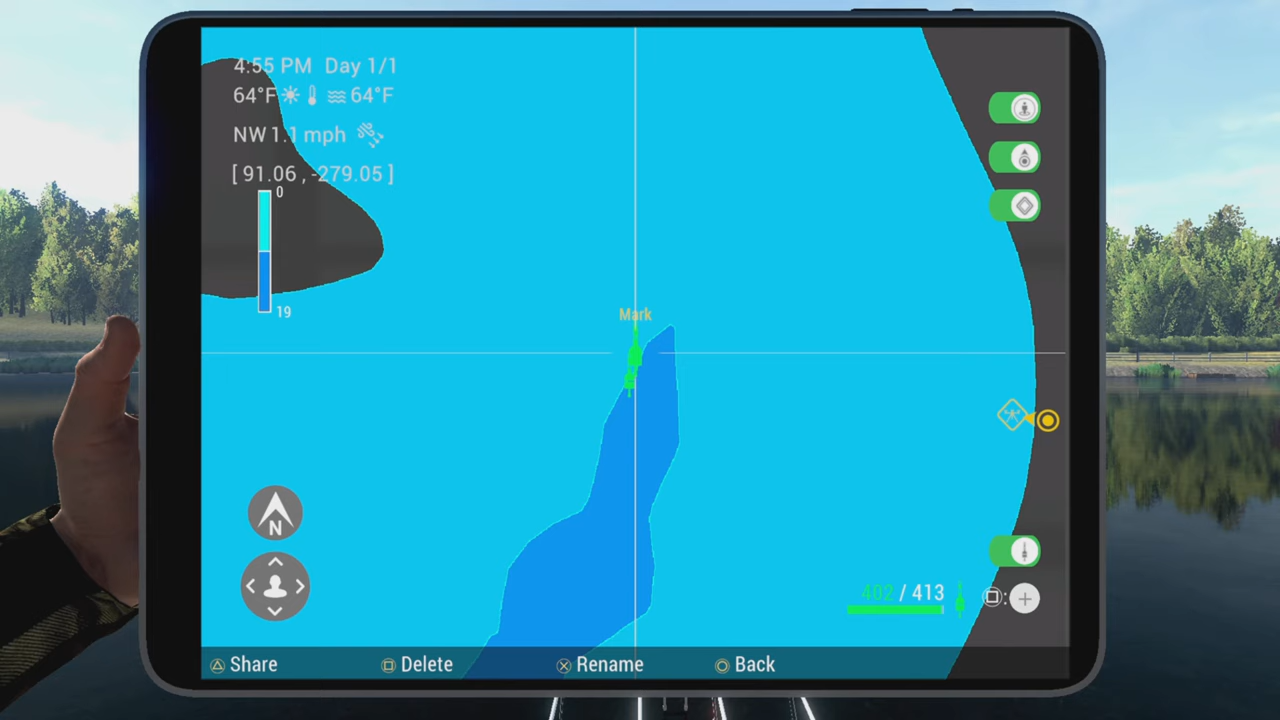 4:55 PM Day 1/1
64°F 64°F
NW 1.1 mph
[ 91.06 , -279.05 ]
0
19
Mark
N
402 / 413
:
Share Delete Rename Back